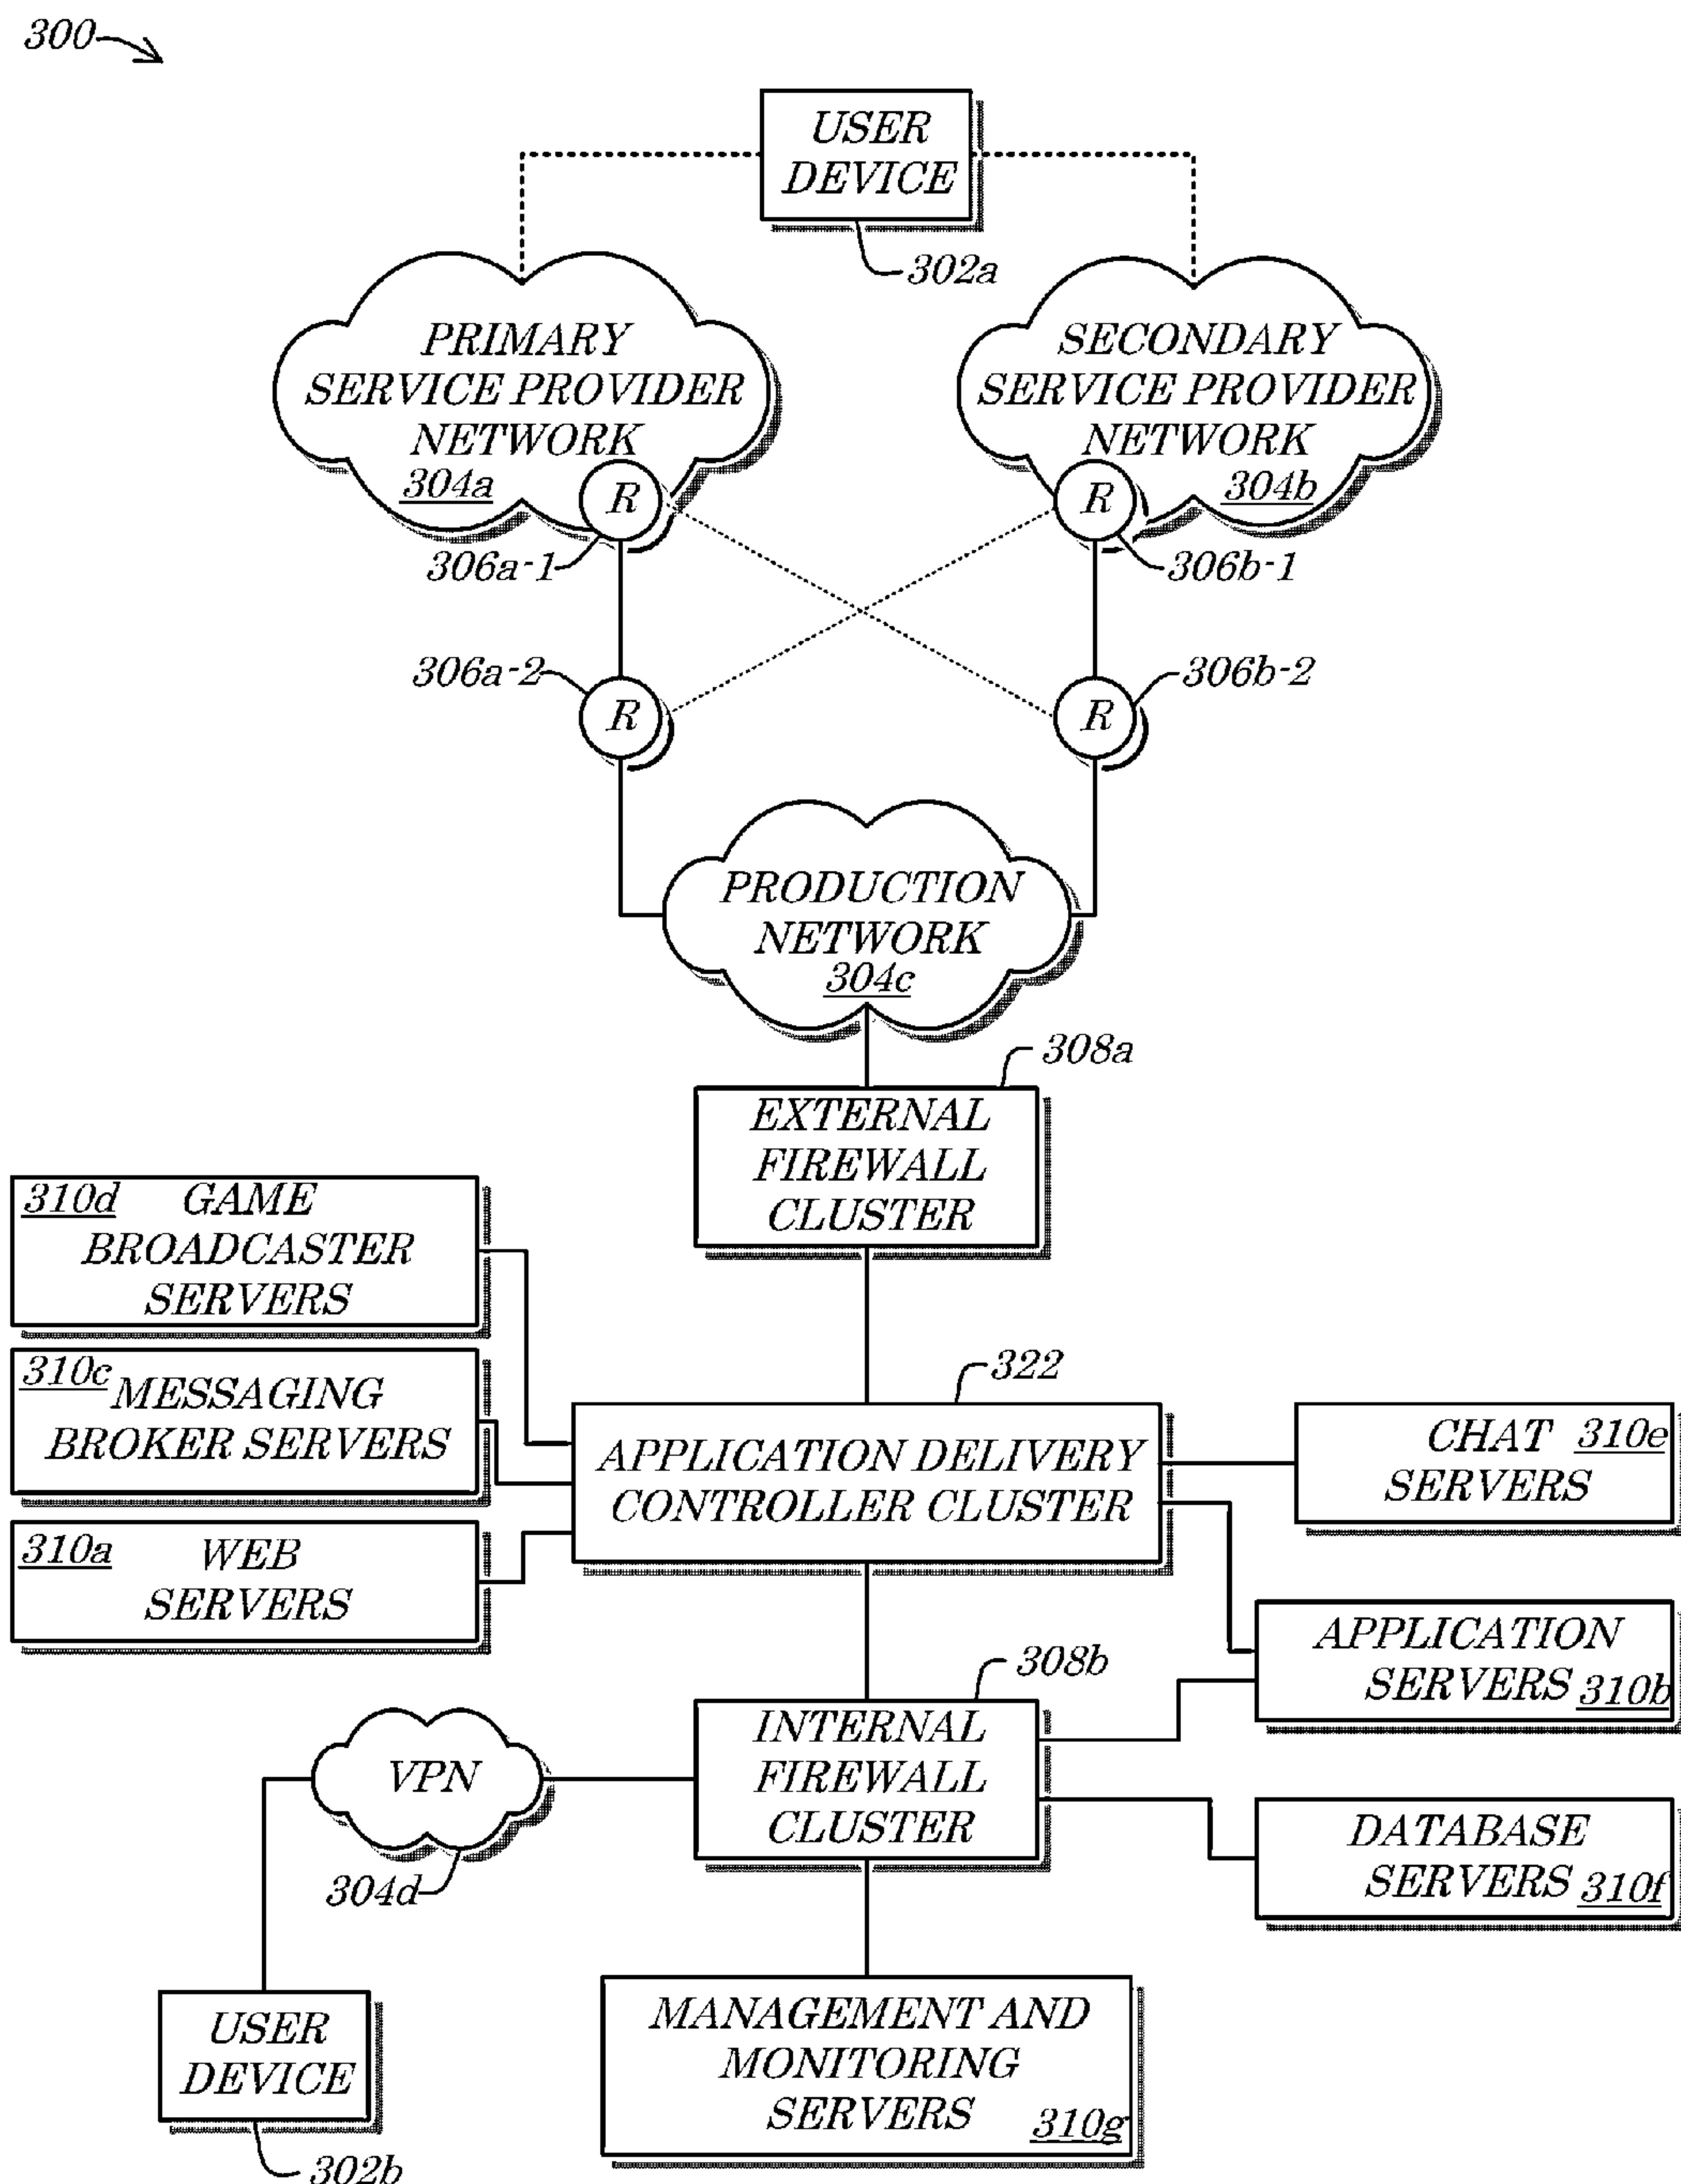 300
USER
DEVICE
302a
PRIMARY
SERVICE PROVIDER
NETWORK
304a
SECONDARY
SERVICE PROVIDER
NETWORK
304b
R
R
306a-1
306b-1
306a-2
306b-2
R
R
PRODUCTION
NETWORK
304c
308a
EXTERNAL
FIREWALL
CLUSTER
310d GAME
BROADCASTER
SERVERS
310c MESSAGING
BROKER SERVERS
310a WEB
SERVERS
322
APPLICATION DELIVERY
CONTROLLER CLUSTER
CHAT 310e
SERVERS
APPLICATION
SERVERS 310b
308b
INTERNAL
FIREWALL
CLUSTER
VPN
304d
DATABASE
SERVERS 310f
USER
DEVICE
302b
MANAGEMENT AND
MONITORING
SERVERS 310g